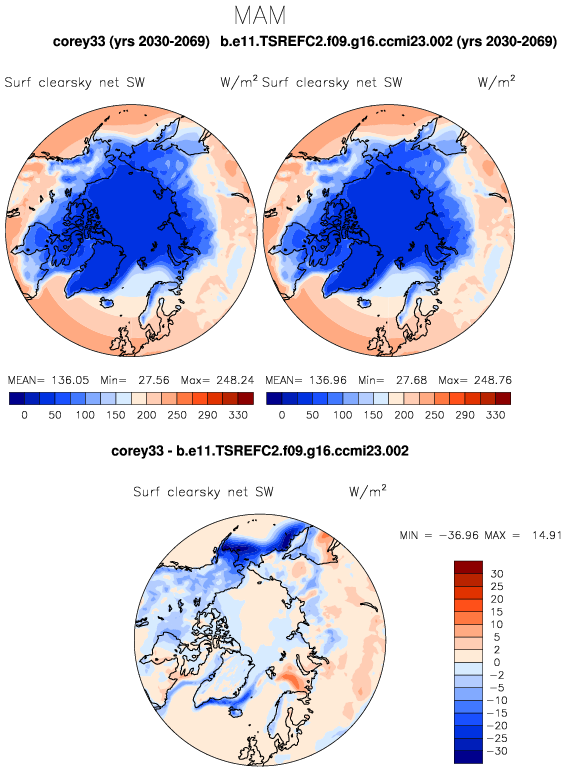 MAM
corey33 (yrs 2030-2069) b.e11.TSREFC2.f09.g16.ccmi23.002 (yrs 2030-2069)
Surf clearsky net SW W/m² Surf clearsky net SW W/m²
MEAN= 136.05 Min= 27.56 Max= 248.24 MEAN= 136.96 Min= 27.68 Max= 248.76
0 50 100 150 200 250 290 330 0 50 100 150 200 250 290 330
corey33 - b.e11.TSREFC2.f09.g16.ccmi23.002
Surf clearsky net SW W/m²
MIN = -36.96 MAX = 14.91
30
25
20
15
10
5
2
0
-2
-5
-10
-15
-20
-25
-30